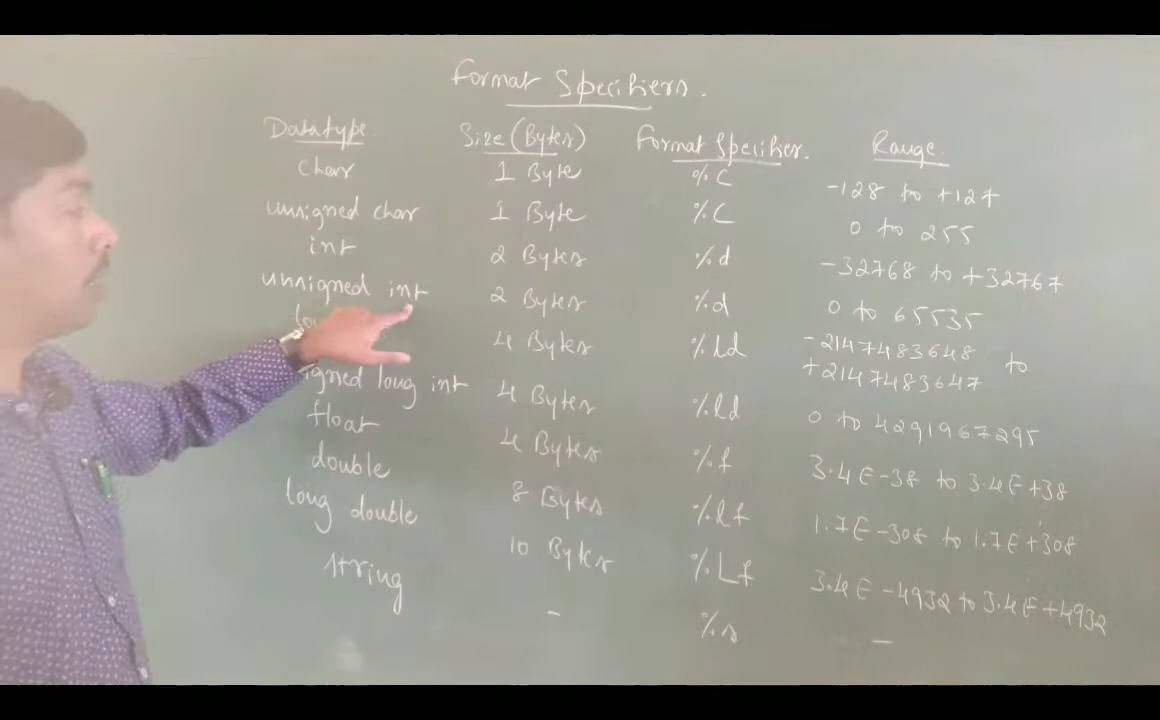 Format Specifiers.
Datatype. Size (Bytes) Format Specifier. Range.
char 1 Byte %c -128 to +127
unsigned char 1 Byte %c 0 to 255
int 2 Bytes %d -32768 to +32767
unsigned int 2 Bytes %d 0 to 65535
4 Bytes %ld -2147483648 to
+2147483647
igned long int 4 Bytes %ld 0 to 4291967295
float 4 Bytes %f 3.4E-38 to 3.4E+38
double 8 Bytes %lf 1.7E-308 to 1.7E+308
long double 10 Bytes %Lf 3.4E-4932 to 3.4E+4932
string - %s -